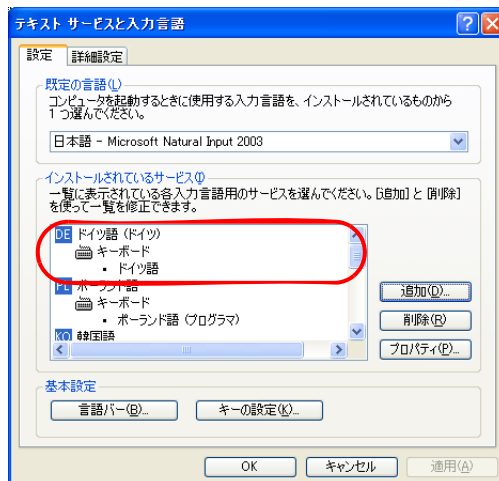 テキスト サービスと入力言語
設定
詳細設定
既定の言語(L)
コンピュータを起動するときに使用する入力言語を、インストールされているものから
1 つ選んでください。
日本語 - Microsoft Natural Input 2003
インストールされているサービス(I)
一覧に表示されている各入力言語用のサービスを選んでください。[追加] と [削除]
を使って一覧を修正できます。
DE ドイツ語 (ドイツ)
キーボード
・ ドイツ語
PL ポーランド語
キーボード
・ ポーランド語 (プログラマ)
KO 韓国語
追加(D)...
削除(R)
プロパティ(P)...
基本設定
言語バー(B)...
キーの設定(K)...
OK
キャンセル
適用(A)